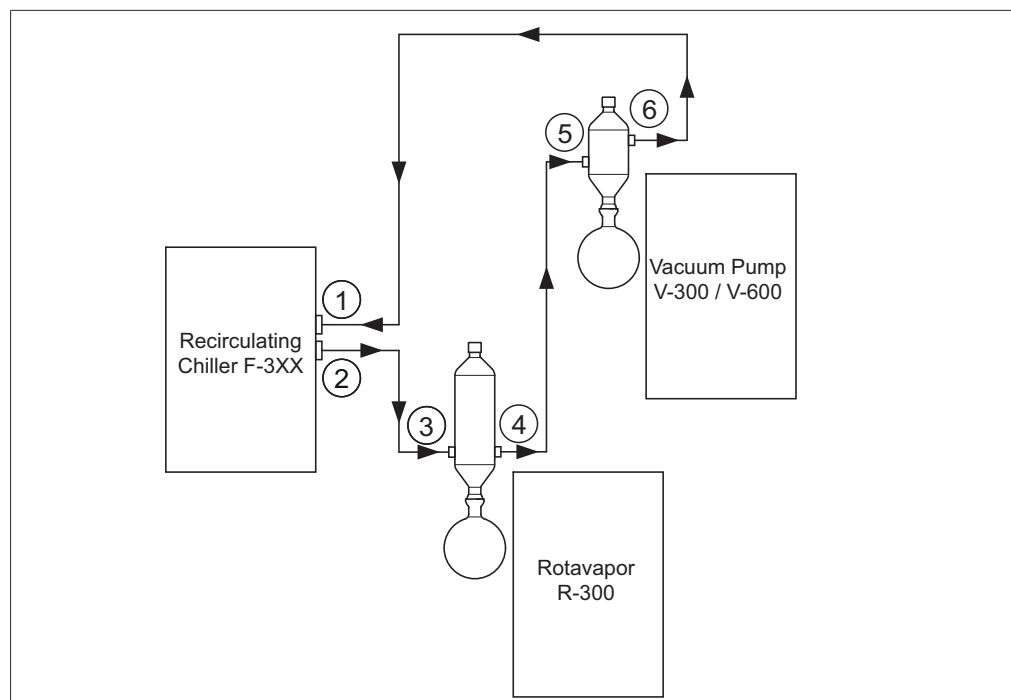 6
5
Vacuum Pump
V-300 / V-600
1
Recirculating
Chiller F-3XX
2
3
4
Rotavapor
R-300